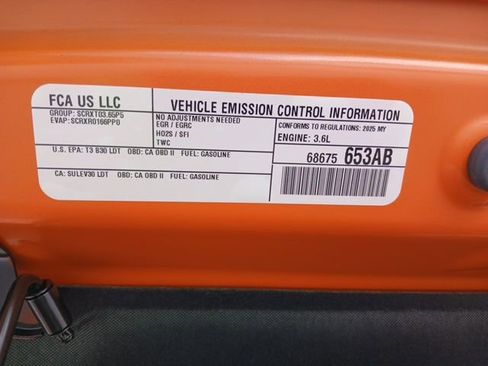 FCA US LLC
GROUP: SCRXT03.65P5
EVAP: SCRXR0166PP0
VEHICLE EMISSION CONTROL INFORMATION
NO ADJUSTMENTS NEEDED
EGR / EGRC
HO2S / SFI
TWC
CONFORMS TO REGULATIONS: 2025 MY
ENGINE: 3.6L
U.S. EPA: T3 B30 LDT OBD: CA OBD II FUEL: GASOLINE
68675 653AB
CA: SULEV30 LDT OBD: CA OBD II FUEL: GASOLINE